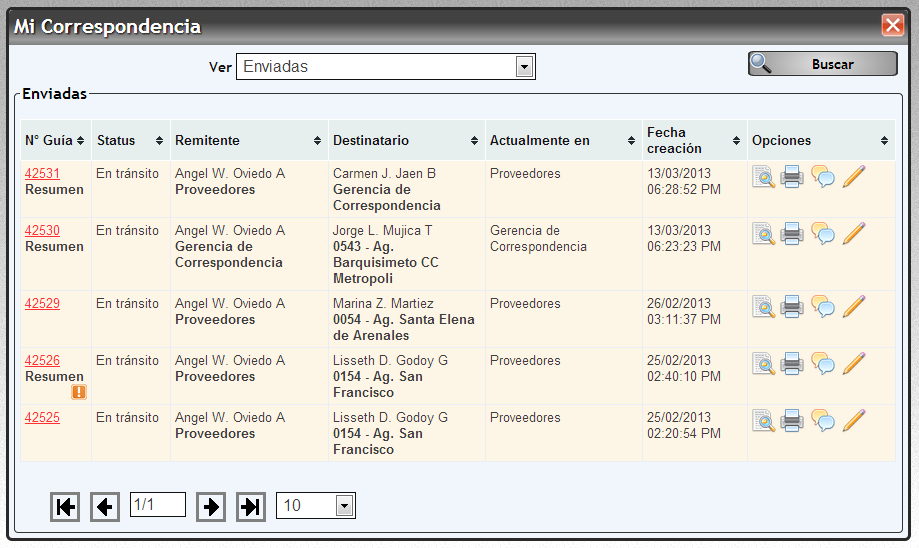 Mi Correspondencia
Ver Enviadas Buscar
Enviadas
N° Guía Status Remitente Destinatario Actualmente en Fecha creación Opciones
42531 En tránsito Angel W. Oviedo A Carmen J. Jaen B Proveedores 13/03/2013
Resumen Proveedores Gerencia de 06:28:52 PM
Correspondencia
42530 En tránsito Angel W. Oviedo A Jorge L. Mujica T Gerencia de 13/03/2013
Resumen Gerencia de 0543 - Ag. Correspondencia 06:23:23 PM
Correspondencia Barquisimeto CC
Metropoli
42529 En tránsito Angel W. Oviedo A Marina Z. Martiez Proveedores 26/02/2013
Proveedores 0054 - Ag. Santa Elena 03:11:37 PM
de Arenales
42526 En tránsito Angel W. Oviedo A Lisseth D. Godoy G Proveedores 25/02/2013
Resumen Proveedores 0154 - Ag. San 02:40:10 PM
Francisco
42525 En tránsito Angel W. Oviedo A Lisseth D. Godoy G Proveedores 25/02/2013
Proveedores 0154 - Ag. San 02:20:54 PM
Francisco
1/1 10